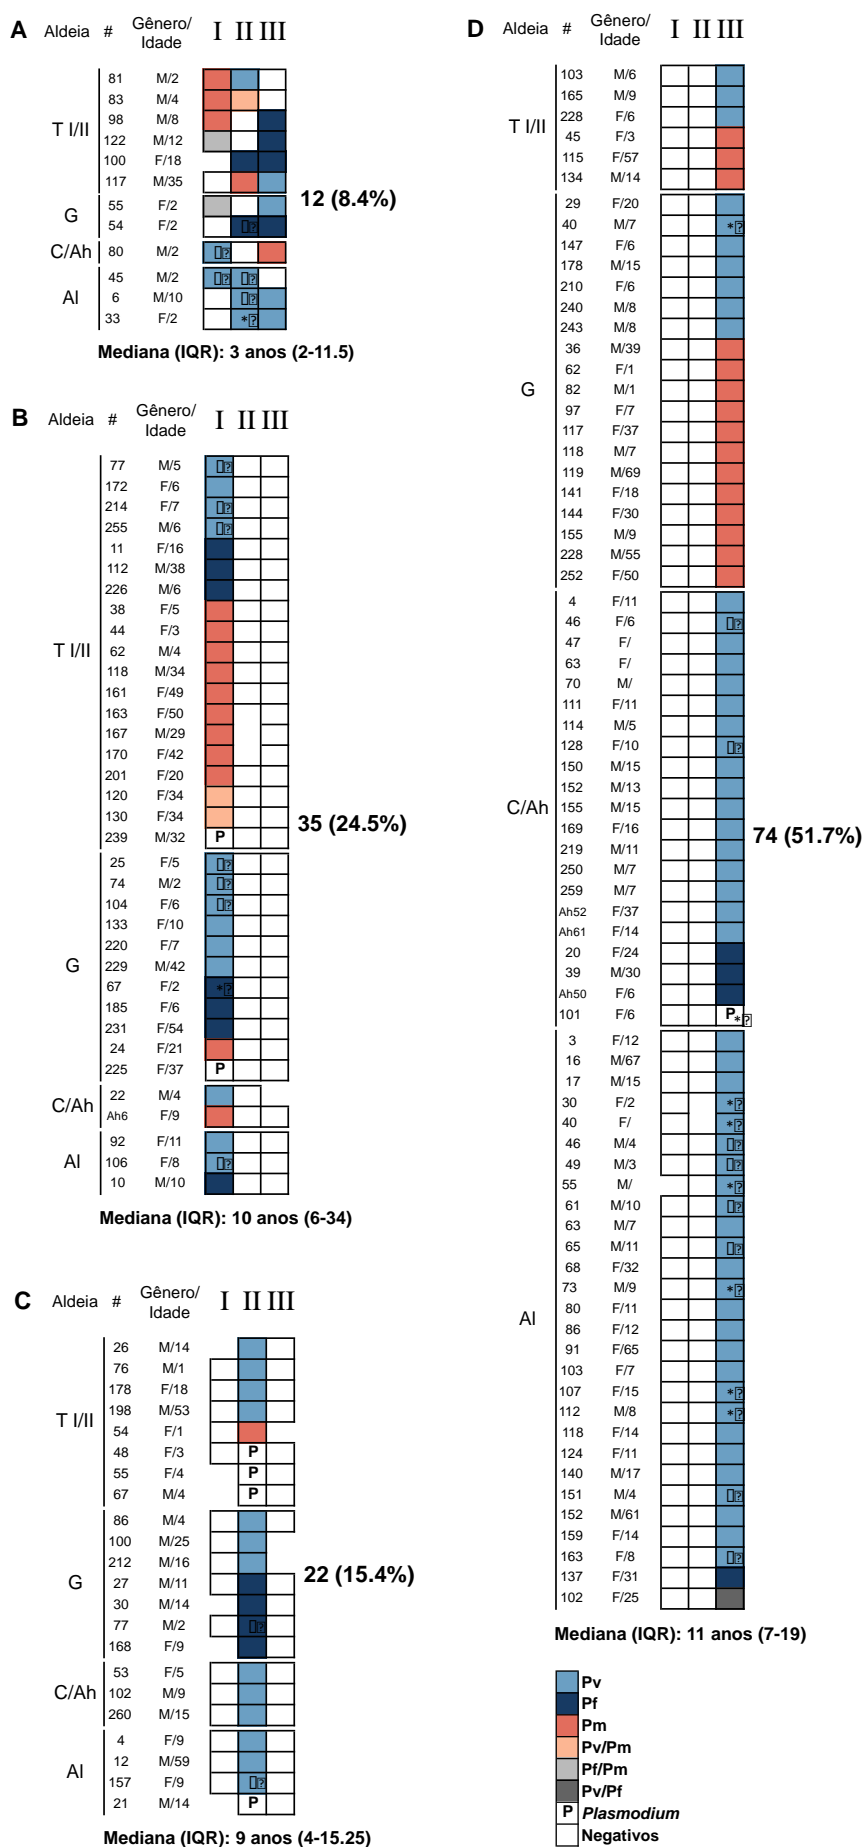 A Aldeia # Gênero/ Idade I II III
T I/II
81 M/2
83 M/4
98 M/8
122 M/12
100 F/18
117 M/35
G
55 F/2
54 F/2
C/Ah
80 M/2
Al
45 M/2
6 M/10
33 F/2 *
12 (8.4%)
Mediana (IQR): 3 anos (2-11.5)
B Aldeia # Gênero/ Idade I II III
T I/II
77 M/5
172 F/6
214 F/7
255 M/6
11 F/16
112 M/38
226 M/6
38 F/5
44 F/3
62 M/4
118 M/34
161 F/49
163 F/50
167 M/29
170 F/42
201 F/20
120 F/34
130 F/34
239 M/32 P
G
25 F/5
74 M/2
104 F/6
133 F/10
220 F/7
229 M/42
67 F/2 *
185 F/6
231 F/54
24 F/21
225 F/37 P
C/Ah
22 M/4
Ah6 F/9
Al
92 F/11
106 F/8
10 M/10
35 (24.5%)
Mediana (IQR): 10 anos (6-34)
C Aldeia # Gênero/ Idade I II III
T I/II
26 M/14
76 M/1
178 F/18
198 M/53
54 F/1
48 F/3 P
55 F/4 P
67 M/4 P
G
86 M/4
100 M/25
212 M/16
27 M/11
30 M/14
77 M/2
168 F/9
C/Ah
53 F/5
102 M/9
260 M/15
Al
4 F/9
12 M/59
157 F/9
21 M/14 P
22 (15.4%)
Mediana (IQR): 9 anos (4-15.25)
D Aldeia # Gênero/ Idade I II III
T I/II
103 M/6
165 M/9
228 F/6
45 F/3
115 F/57
134 M/14
G
29 F/20
40 M/7 *
147 F/6
178 M/15
210 F/6
240 M/8
243 M/8
36 M/39
62 F/1
82 M/1
97 F/7
117 F/37
118 M/7
119 M/69
141 F/18
144 F/30
155 M/9
228 M/55
252 F/50
C/Ah
4 F/11
46 F/6
47 F/
63 F/
70 M/
111 F/11
114 M/5
128 F/10
150 M/15
152 M/13
155 M/15
169 F/16
219 M/11
250 M/7
259 M/7
Ah52 F/37
Ah61 F/14
20 F/24
39 M/30
Ah50 F/6
101 F/6 P*
Al
3 F/12
16 M/67
17 M/15
30 F/2 *
40 F/ *
46 M/4
49 M/3
55 M/ *
61 M/10
63 M/7
65 M/11
68 F/32
73 M/9 *
80 F/11
86 F/12
91 F/65
103 F/7
107 F/15 *
112 M/8 *
118 F/14
124 F/11
140 M/17
151 M/4
152 M/61
159 F/14
163 F/8
137 F/31
102 F/25
74 (51.7%)
Mediana (IQR): 11 anos (7-19)
Pv
Pf
Pm
Pv/Pm
Pf/Pm
Pv/Pf
P Plasmodium
Negativos